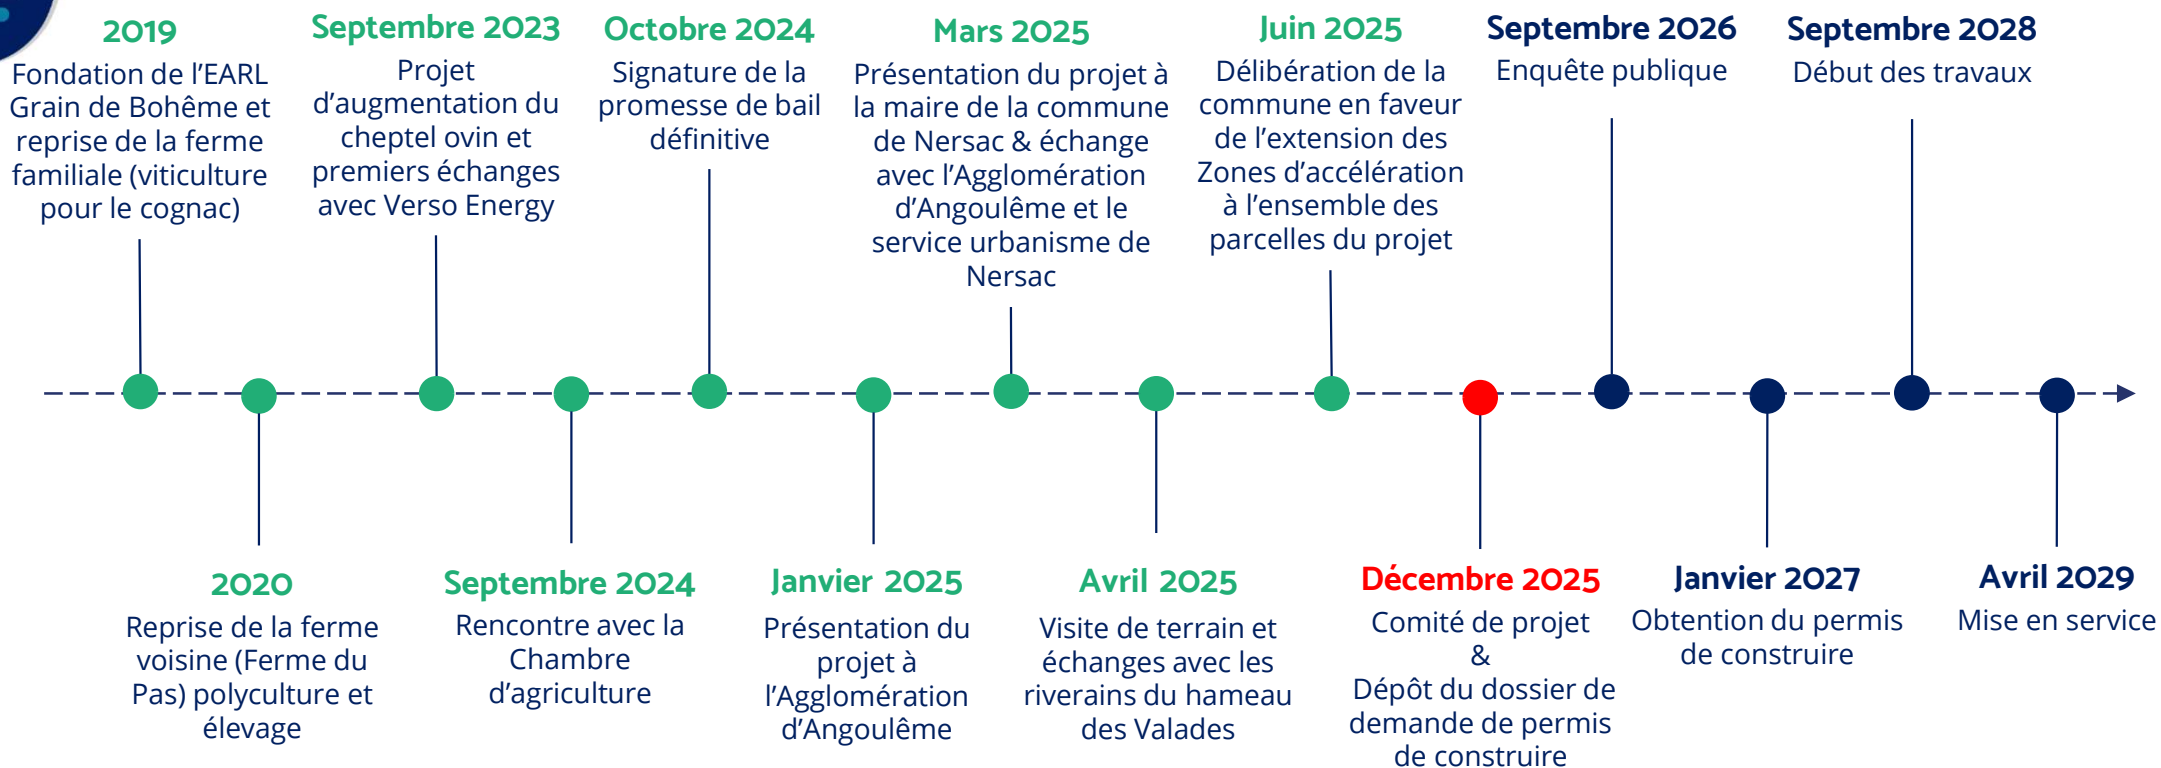 2019
Fondation de l’EARL
Grain de Bohême et
reprise de la ferme
familiale (viticulture
pour le cognac)
Septembre 2023
Projet
d’augmentation du
cheptel ovin et
premiers échanges
avec Verso Energy
Octobre 2024
Signature de la
promesse de bail
définitive
Mars 2025
Présentation du projet à
la maire de la commune
de Nersac & échange
avec l’Agglomération
d’Angoulême et le
service urbanisme de
Nersac
Juin 2025
Délibération de la
commune en faveur
de l’extension des
Zones d’accélération
à l’ensemble des
parcelles du projet
Septembre 2026
Enquête publique
Septembre 2028
Début des travaux
2020
Reprise de la ferme
voisine (Ferme du
Pas) polyculture et
élevage
Septembre 2024
Rencontre avec la
Chambre
d’agriculture
Janvier 2025
Présentation du
projet à
l’Agglomération
d’Angoulême
Avril 2025
Visite de terrain et
échanges avec les
riverains du hameau
des Valades
Décembre 2025
Comité de projet
&
Dépôt du dossier de
demande de permis
de construire
Janvier 2027
Obtention du permis
de construire
Avril 2029
Mise en service